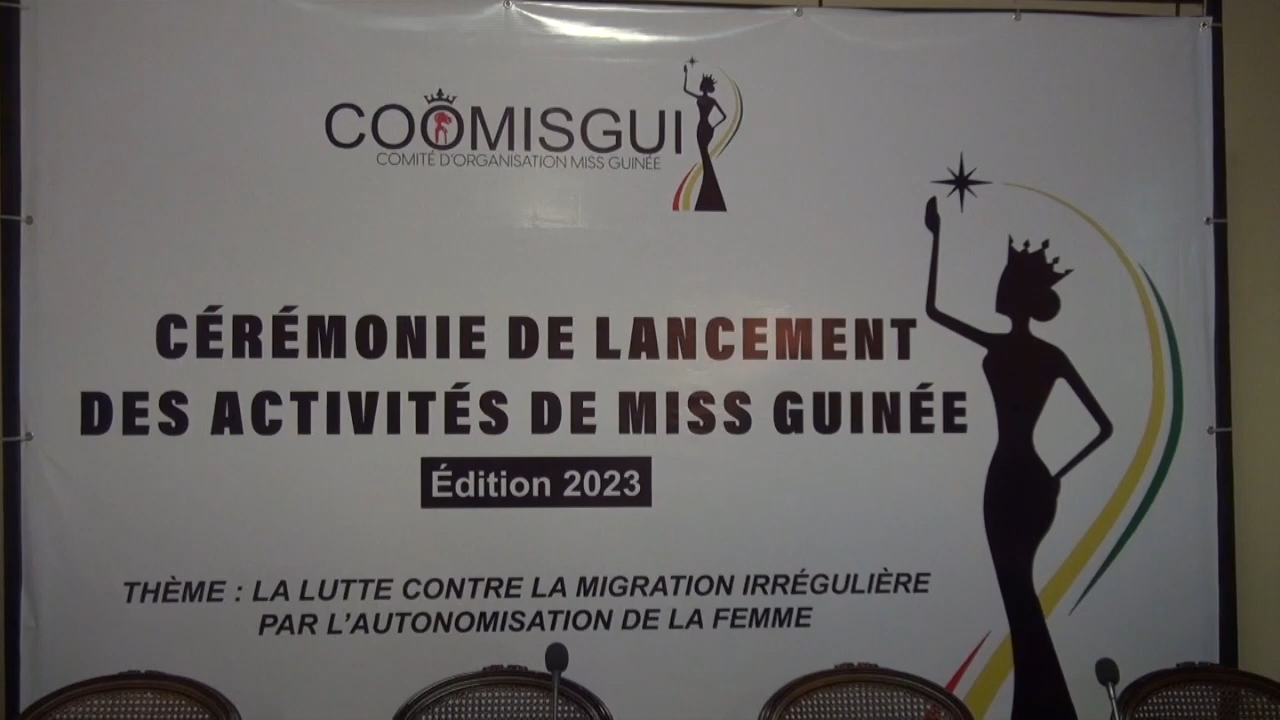 COOMISGUI
COMITÉ D'ORGANISATION MISS GUINÉE
CÉRÉMONIE DE LANCEMENT
DES ACTIVITÉS DE MISS GUINÉE
Édition 2023
THÈME : LA LUTTE CONTRE LA MIGRATION IRRÉGULIÈRE
PAR L'AUTONOMISATION DE LA FEMME